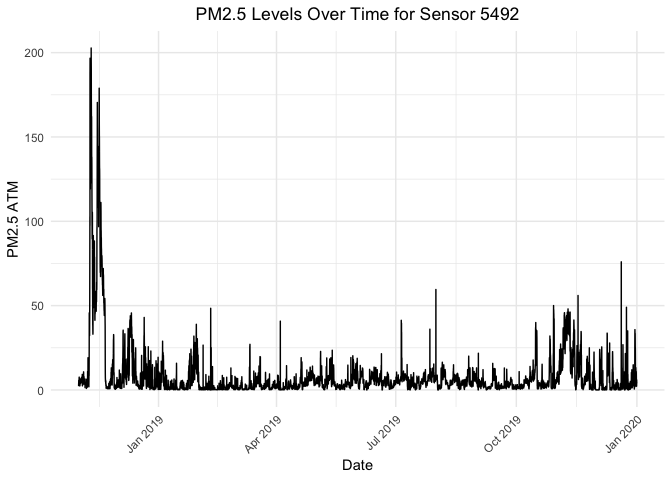 PM2.5 Levels Over Time for Sensor 5492
200
150
100
50
0
PM2.5 ATM
Jan 2019
Apr 2019
Jul 2019
Oct 2019
Jan 2020
Date